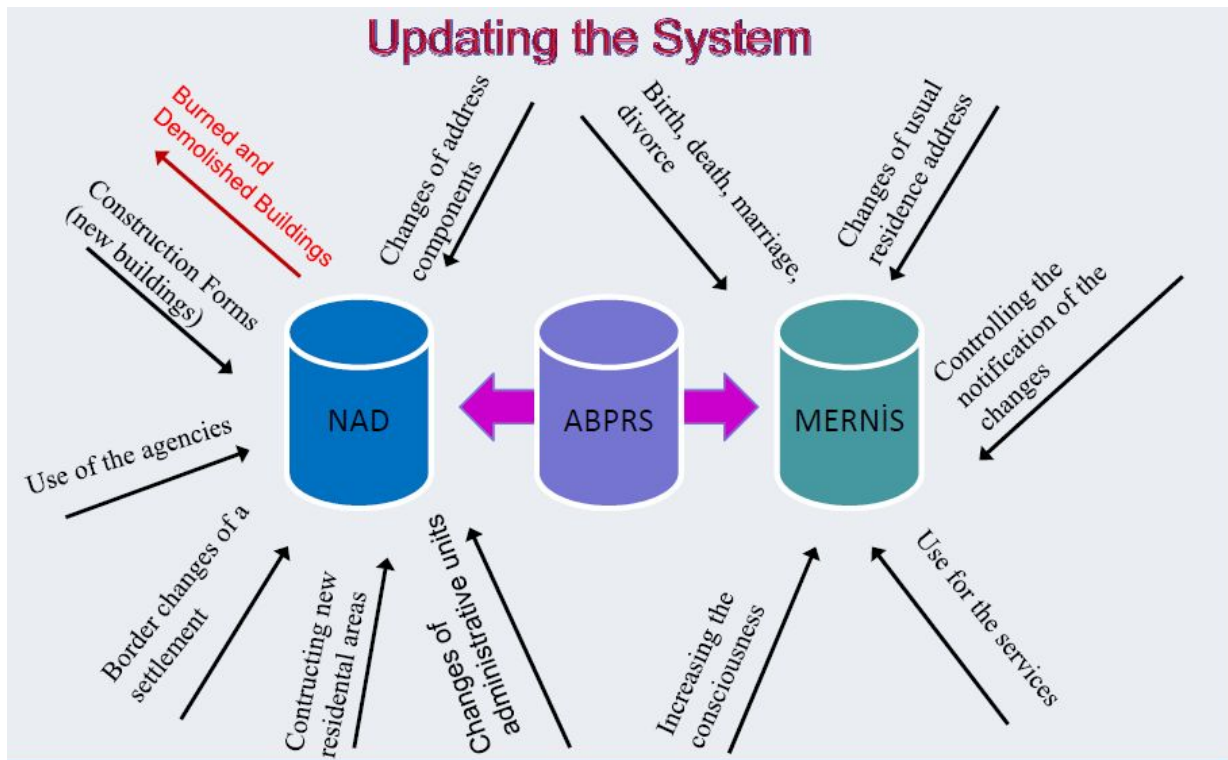 Updating the System
Burned and
Demolished Buildings
Construction Forms
(new buildings)
Changes of address
components
Birth, death, marriage,
divorce
Changes of usual
residence address
Controlling the
notification of the
changes
NAD
ABPRS
MERNİS
Use of the agencies
Border changes of a
settlement
Contructing new
residental areas
Changes of
administrative units
Increasing the
consciousness
Use for the services